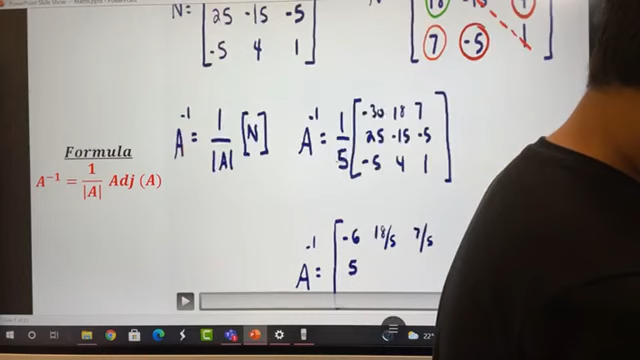 N = [ 25 -15 -5
-5 4 1 ]
7 -5 1
Formula
A⁻¹ = 1/|A| Adj (A)
A⁻¹ = 1/|A| [N]
A⁻¹ = 1/5 [ -30 18 7
25 -15 -5
-5 4 1 ]
A⁻¹ = [ -6 18/5 7/5
5
22°